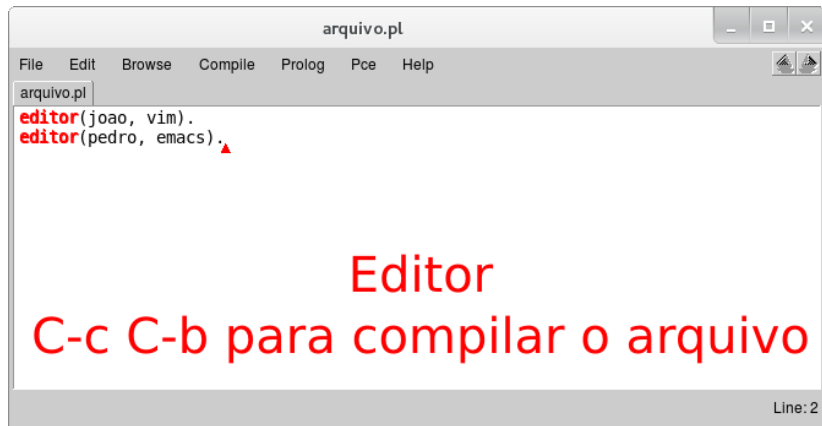 arquivo.pl
File Edit Browse Compile Prolog Pce Help
arquivo.pl
editor(joao, vim).
editor(pedro, emacs).
Editor
C-c C-b para compilar o arquivo
Line: 2